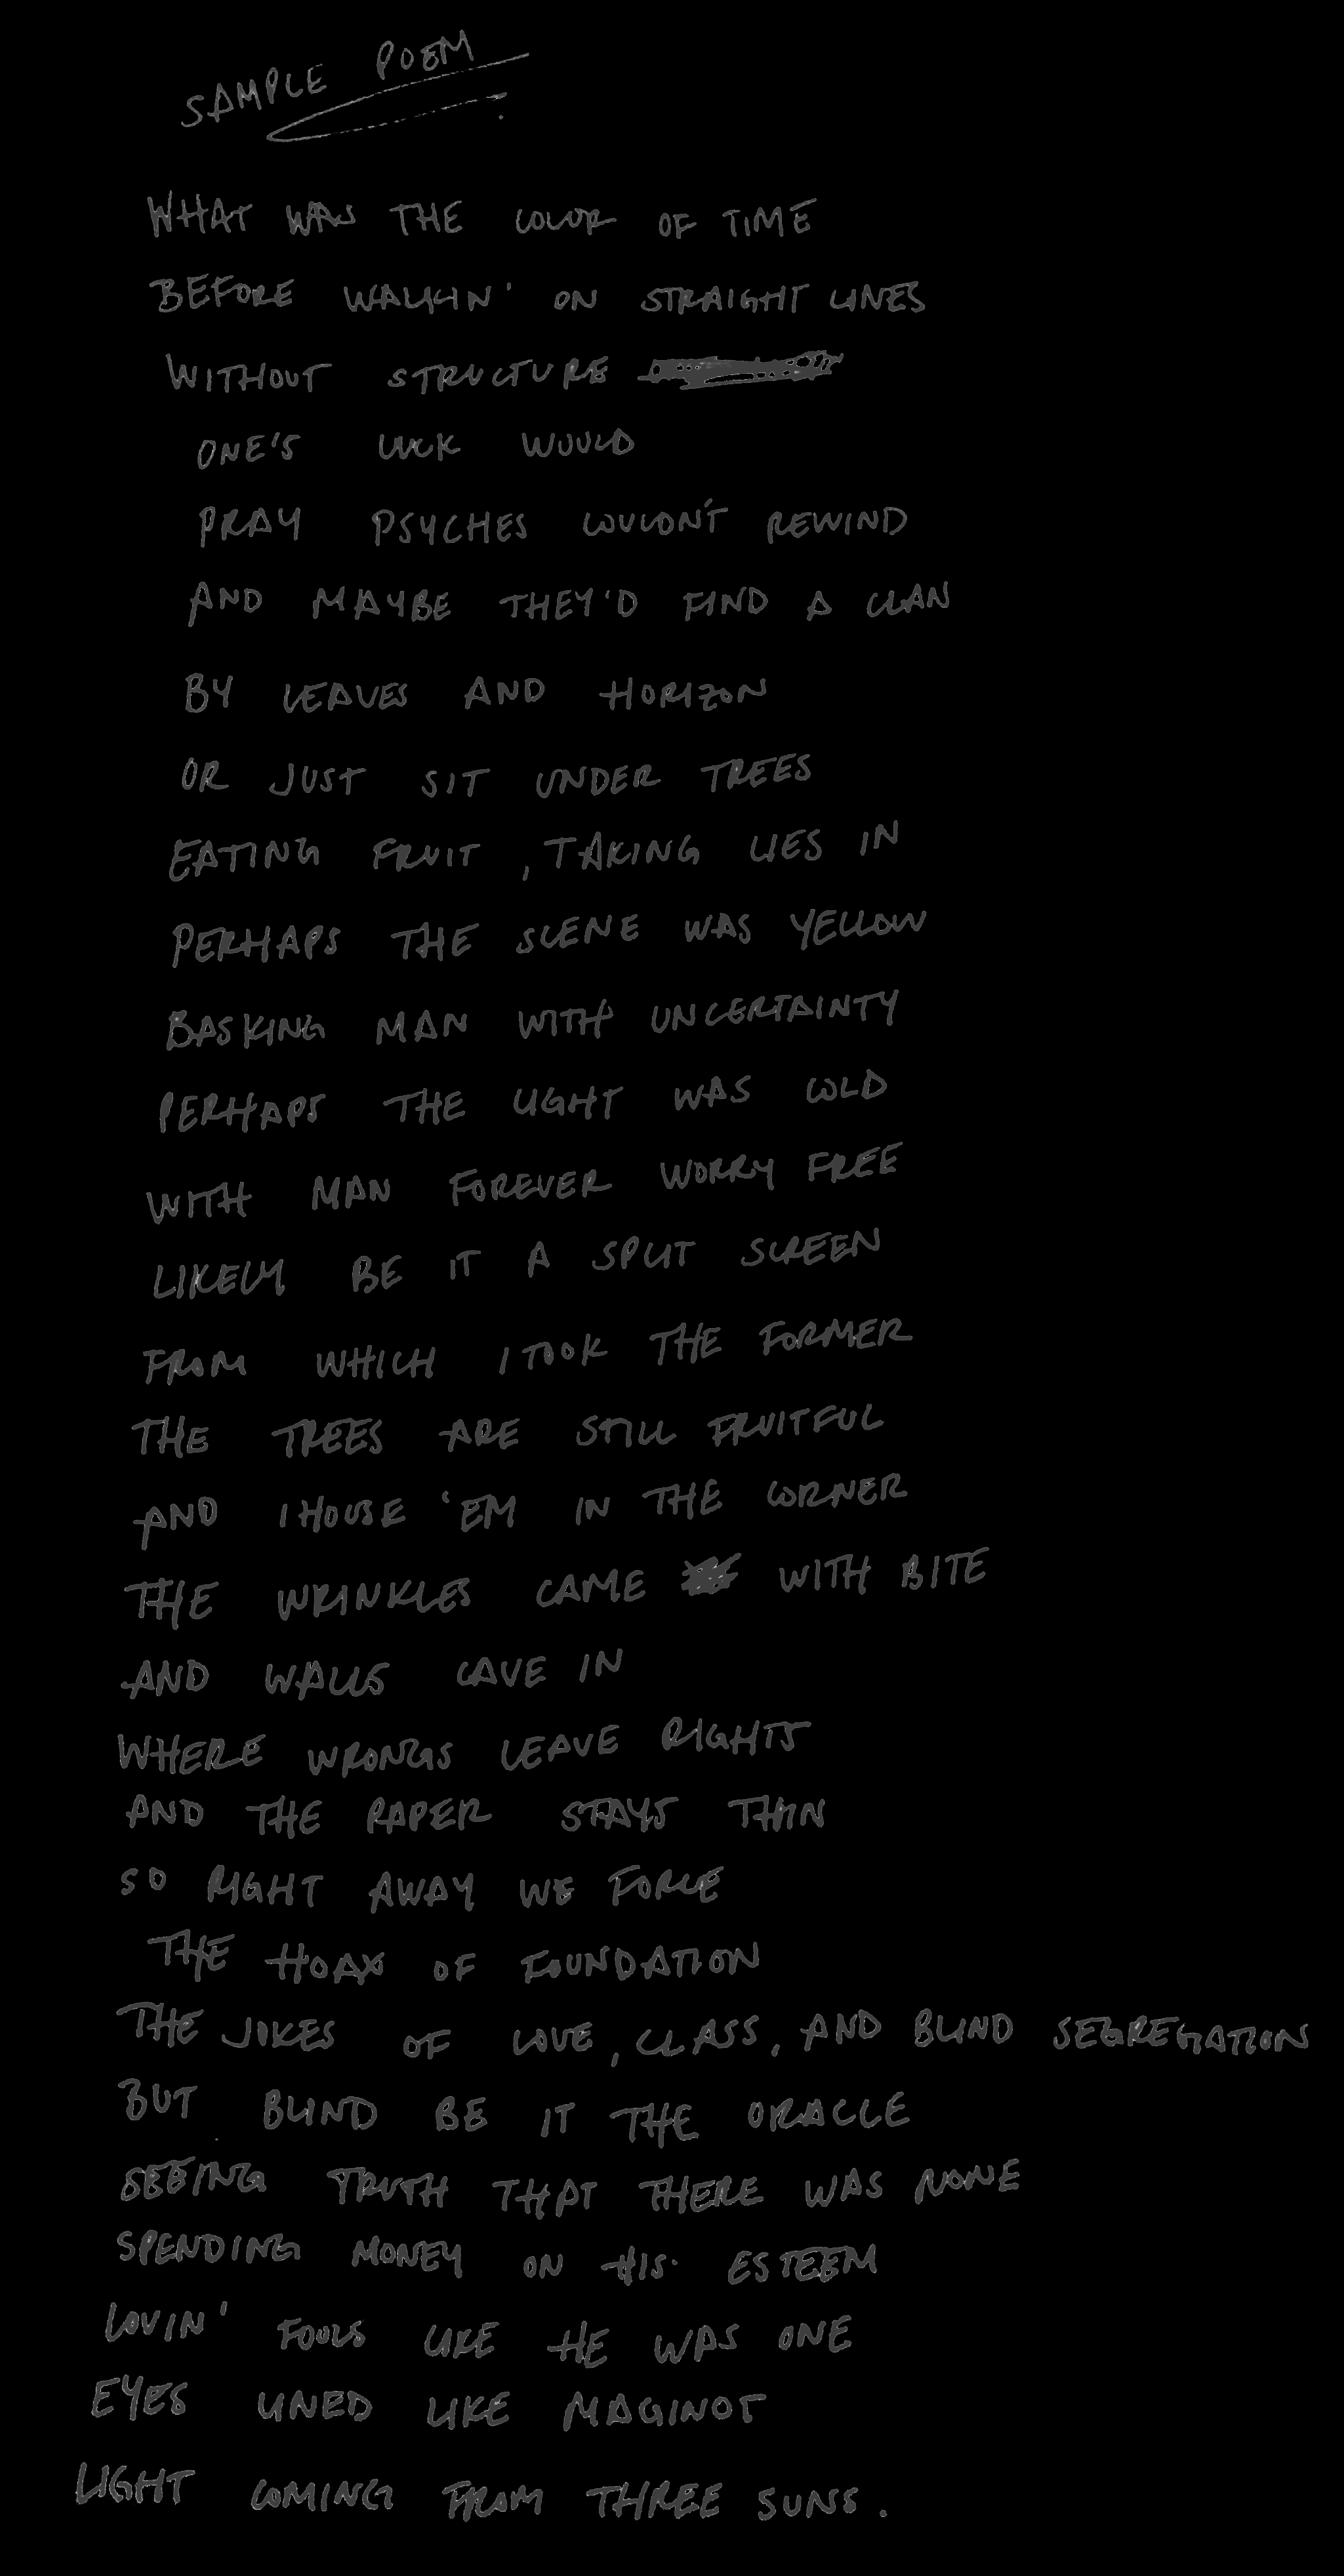 SAMPLE POEM
WHAT WAS THE COLOR OF TIME
BEFORE WALKIN' ON STRAIGHT LINES
WITHOUT STRUCTURE
ONE'S LUCK WOULD
PRAY PSYCHES WOULDN'T REWIND
AND MAYBE THEY'D FIND A CLAN
BY LEAVES AND HORIZON
OR JUST SIT UNDER TREES
EATING FRUIT, TAKING LIES IN
PERHAPS THE SCENE WAS YELLOW
BASKING MAN WITH UNCERTAINTY
PERHAPS THE LIGHT WAS COLD
WITH MAN FOREVER WORRY FREE
LIKELY BE IT A SPLIT SCREEN
FROM WHICH I TOOK THE FORMER
THE TREES ARE STILL FRUITFUL
AND I HOUSE 'EM IN THE CORNER
THE WRINKLES CAME WITH BITE
AND WALLS CAVE IN
WHERE WRONGS LEAVE RIGHTS
AND THE PAPER STAYS THIN
SO RIGHT AWAY WE FORCE
THE HOAX OF FOUNDATION
THE JOKES OF LOVE, CLASS, AND BLIND SEGREGATION
BUT BLIND BE IT THE ORACLE
SEEING TRUTH THAT THERE WAS NONE
SPENDING MONEY ON HIS ESTEEM
LOVIN' FOOLS LIKE HE WAS ONE
EYES LINED LIKE MAGINOT
LIGHT COMING FROM THREE SUNS.